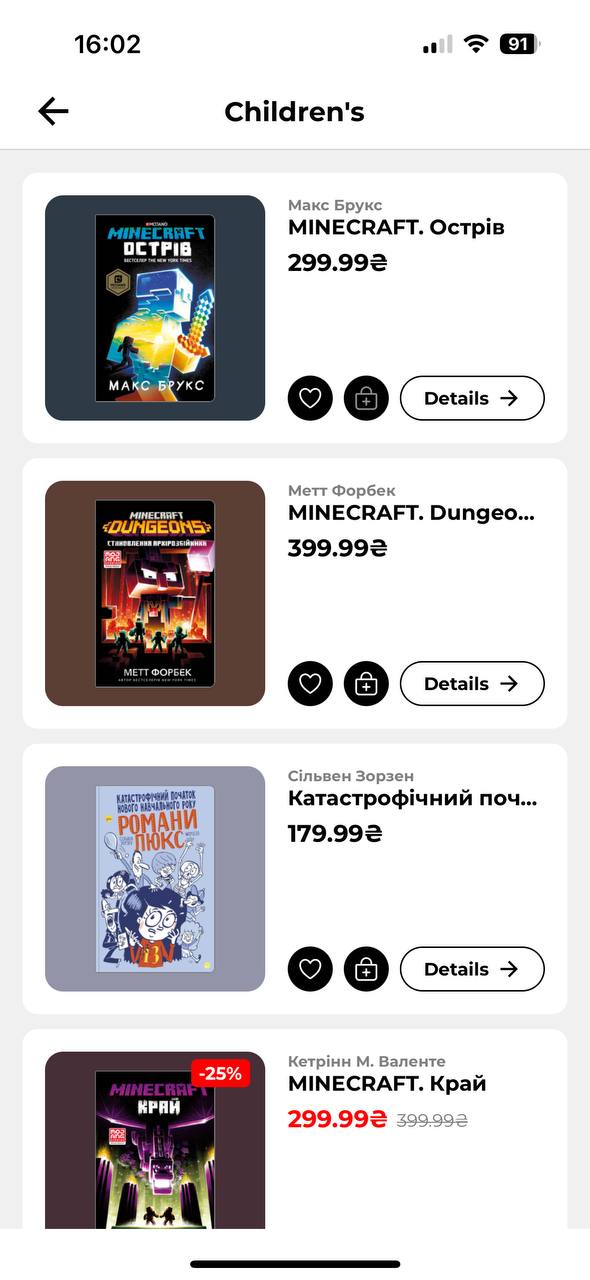 16:02
91
Children's
MOJANG
MINECRAFT
ОСТРІВ
БЕСТСЕЛЕР THE NEW YORK TIMES
МАКС БРУКС
Макс Брукс
MINECRAFT. Острів
299.99₴
Details
MINECRAFT
DUNGEONS
СТАНОВЛЕННЯ АРХІРОЗБІЙНИКА
МЕТТ ФОРБЕК
АВТОР БЕСТСЕЛЕРІВ NEW YORK TIMES
Метт Форбек
MINECRAFT. Dungeo...
399.99₴
Details
КАТАСТРОФІЧНИЙ ПОЧАТОК
НОВОГО НАВЧАЛЬНОГО РОКУ
РОМАНИ
ПЮКС
Сільвен Зорзен
Катастрофічний поч...
179.99₴
Details
-25%
MINECRAFT
КРАЙ
Кетрінн М. Валенте
MINECRAFT. Край
299.99₴ 399.99₴